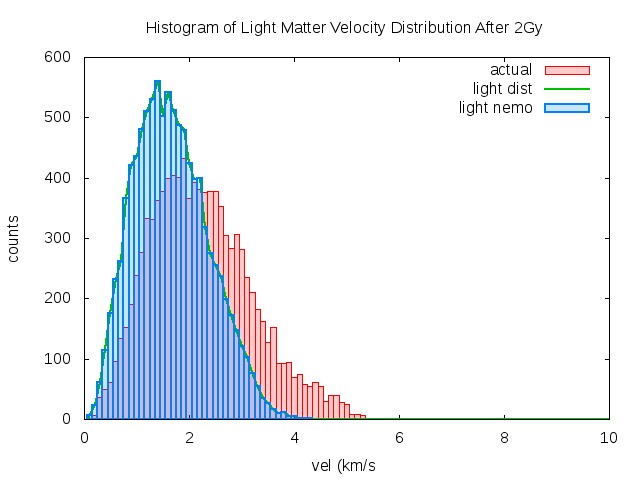 Histogram of Light Matter Velocity Distribution After 2Gy
600
500
400
300
200
100
0
counts
actual
light dist
light nemo
0 2 4 6 8 10
vel (km/s